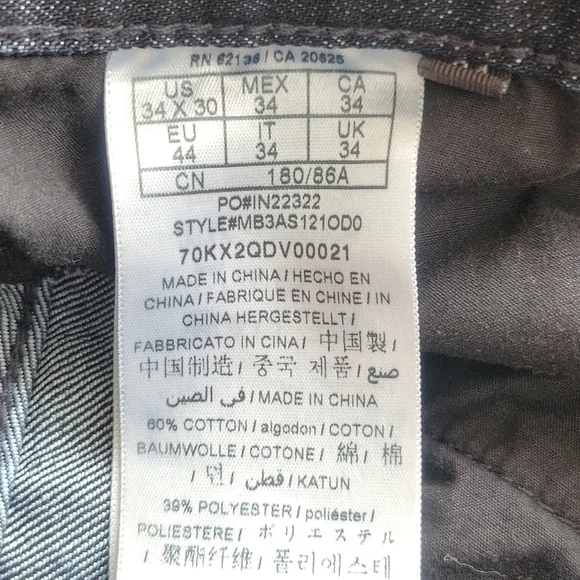 RN 62136 / CA 20625
US MEX CA
34 X 30 34 34
EU IT UK
44 34 34
CN 180/86A
PO#IN22322
STYLE#MB3AS121OD0
70KX2QDV00021
MADE IN CHINA / HECHO EN
CHINA / FABRIQUE EN CHINE / IN
CHINA HERGESTELLT /
FABBRICATO IN CINA / 中国製 /
中国制造 / 중국 제품 / صنع
في الصين / MADE IN CHINA
60% COTTON / algodon / COTON /
BAUMWOLLE / COTONE / 綿 / 棉
/ 면 / قطن / KATUN
39% POLYESTER / poliéster /
POLIESTERE / ポリエステル
/ 聚酯纤维 / 폴리에스테